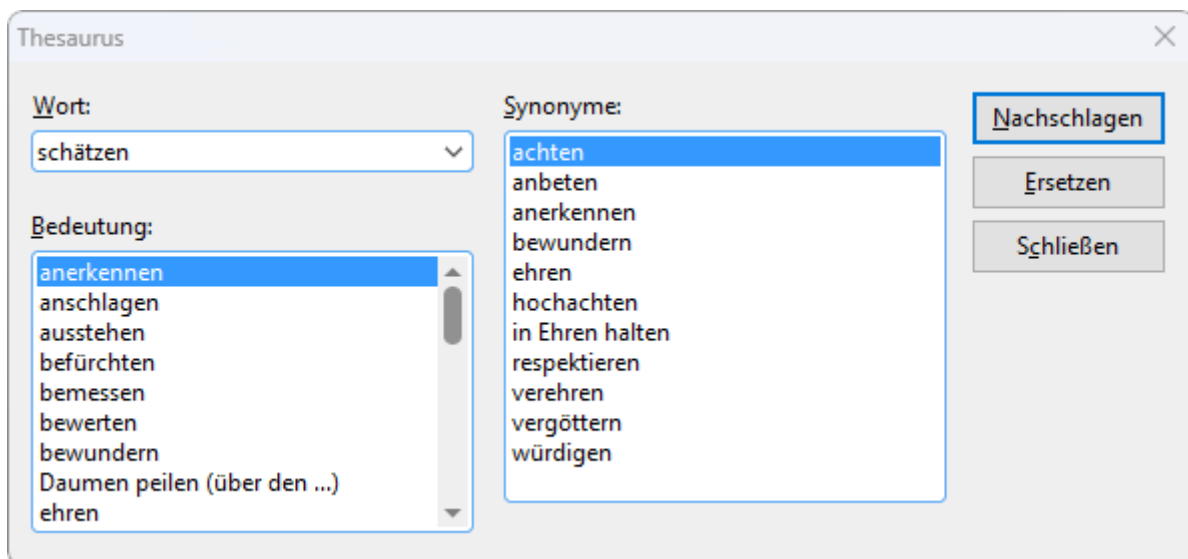 Thesaurus
Wort:
schätzen
Bedeutung:
anerkennen
anschlagen
ausstehen
befürchten
bemessen
bewerten
bewundern
Daumen peilen (über den ...)
ehren
Synonyme:
achten
anbeten
anerkennen
bewundern
ehren
hochachten
in Ehren halten
respektieren
verehren
vergöttern
würdigen
Nachschlagen
Ersetzen
Schließen